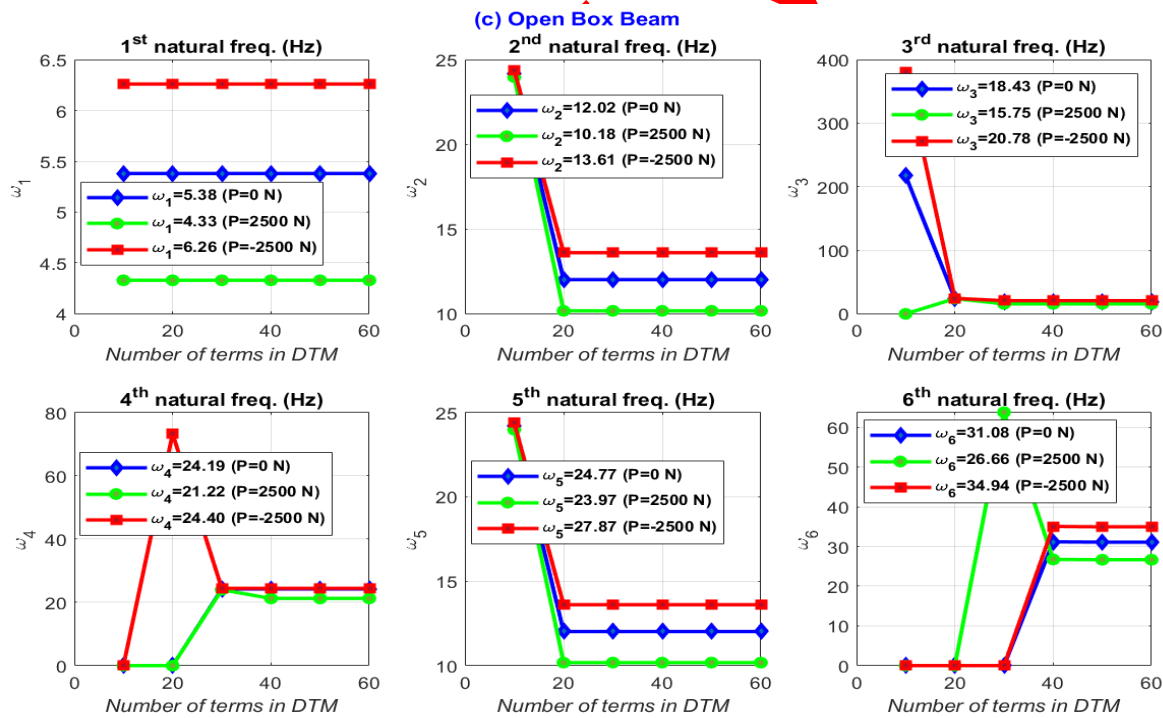 (c) Open Box Beam
1st natural freq. (Hz)
6.5
6
5.5
5
4.5
4
ω1
ω1=5.38 (P=0 N)
ω1=4.33 (P=2500 N)
ω1=6.26 (P=-2500 N)
0 20 40 60
Number of terms in DTM
2nd natural freq. (Hz)
25
20
15
10
ω2
ω2=12.02 (P=0 N)
ω2=10.18 (P=2500 N)
ω2=13.61 (P=-2500 N)
0 20 40 60
Number of terms in DTM
3rd natural freq. (Hz)
400
300
200
100
0
ω3
ω3=18.43 (P=0 N)
ω3=15.75 (P=2500 N)
ω3=20.78 (P=-2500 N)
0 20 40 60
Number of terms in DTM
4th natural freq. (Hz)
80
60
40
20
0
ω4
ω4=24.19 (P=0 N)
ω4=21.22 (P=2500 N)
ω4=24.40 (P=-2500 N)
0 20 40 60
Number of terms in DTM
5th natural freq. (Hz)
25
20
15
10
ω5
ω5=24.77 (P=0 N)
ω5=23.97 (P=2500 N)
ω5=27.87 (P=-2500 N)
0 20 40 60
Number of terms in DTM
6th natural freq. (Hz)
60
50
40
30
20
10
0
ω6
ω6=31.08 (P=0 N)
ω6=26.66 (P=2500 N)
ω6=34.94 (P=-2500 N)
0 20 40 60
Number of terms in DTM